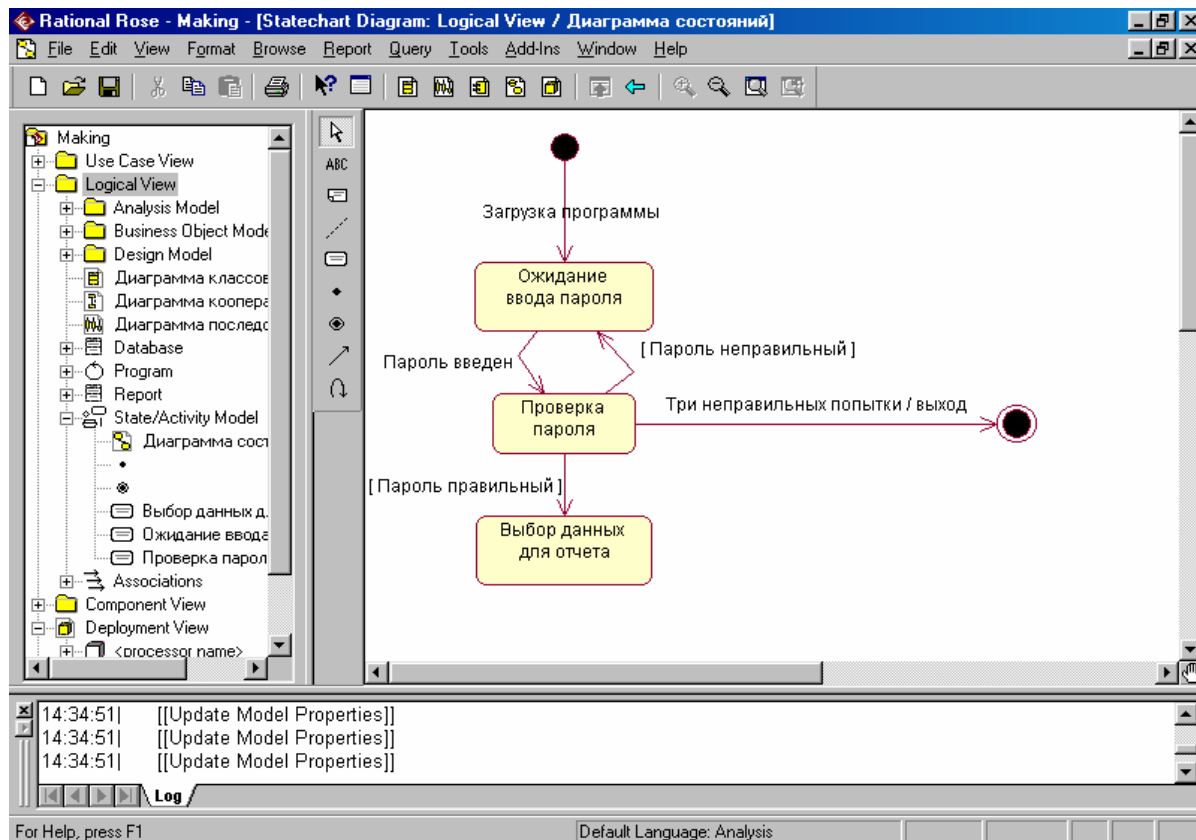 Rational Rose - Making - [Statechart Diagram: Logical View / Диаграмма состояний]
File Edit View Format Browse Report Query Tools Add-Ins Window Help
ABC
Making
Use Case View
Logical View
Analysis Model
Business Object Mode
Design Model
Диаграмма классов
Диаграмма коопера
Диаграмма последо
Database
Program
Report
State/Activity Model
Диаграмма сост
Выбор данных д.
Ожидание ввода
Проверка парол
Associations
Component View
Deployment View
<processor name>
Загрузка программы
Ожидание
ввода пароля
Пароль введен
[ Пароль неправильный ]
Проверка
пароля
Три неправильных попытки / выход
[ Пароль правильный ]
Выбор данных
для отчета
14:34:51| [[Update Model Properties]]
14:34:51| [[Update Model Properties]]
14:34:51| [[Update Model Properties]]
Log
For Help, press F1
Default Language: Analysis